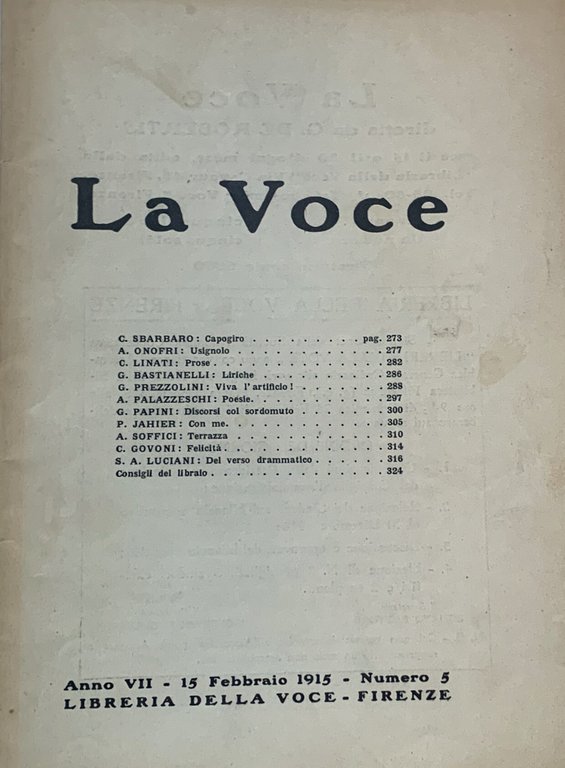 La Voce
C. SBARBARO: Capogiro . . . . . . . . . pag. 273
A. ONOFRI: Usignolo . . . . . . . . . . . 277
C. LINATI: Prose . . . . . . . . . . . . . 282
G. BASTIANELLI: Liriche . . . . . . . . . . 286
G. PREZZOLINI: Viva l'artificio! . . . . . . . 288
A. PALAZZESCHI: Poesie. . . . . . . . . . . 297
G. PAPINI: Discorsi col sordomuto . . . . . . . 300
P. JAHIER: Con me. . . . . . . . . . . . . 305
A. SOFFICI: Terrazza . . . . . . . . . . . 310
C. GOVONI: Felicità . . . . . . . . . . . . 314
S. A. LUCIANI: Del verso drammatico . . . . . . 316
Consigli del libraio . . . . . . . . . . . . 324
Anno VII - 15 Febbraio 1915 - Numero 5
LIBRERIA DELLA VOCE - FIRENZE